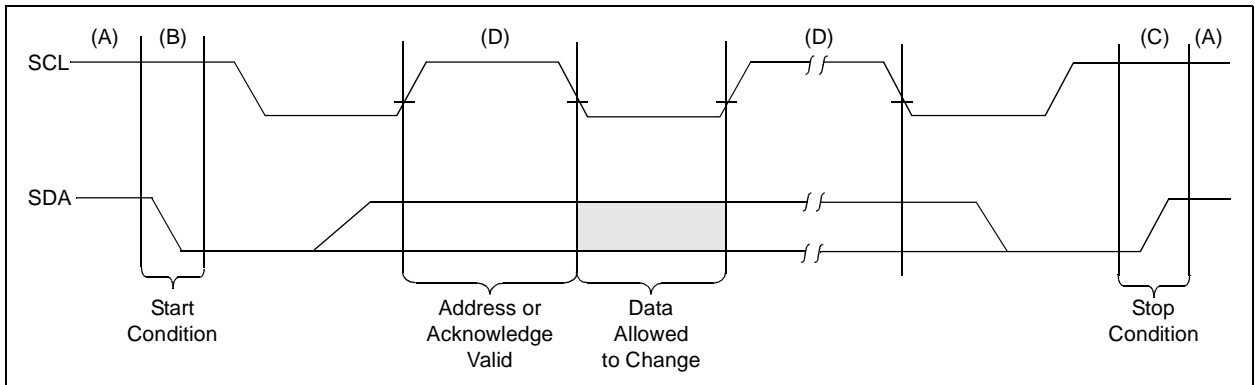 (A) (B) (D) (D) (C) (A)
SCL
SDA
Start
Condition
Address or
Acknowledge
Valid
Data
Allowed
to Change
Stop
Condition